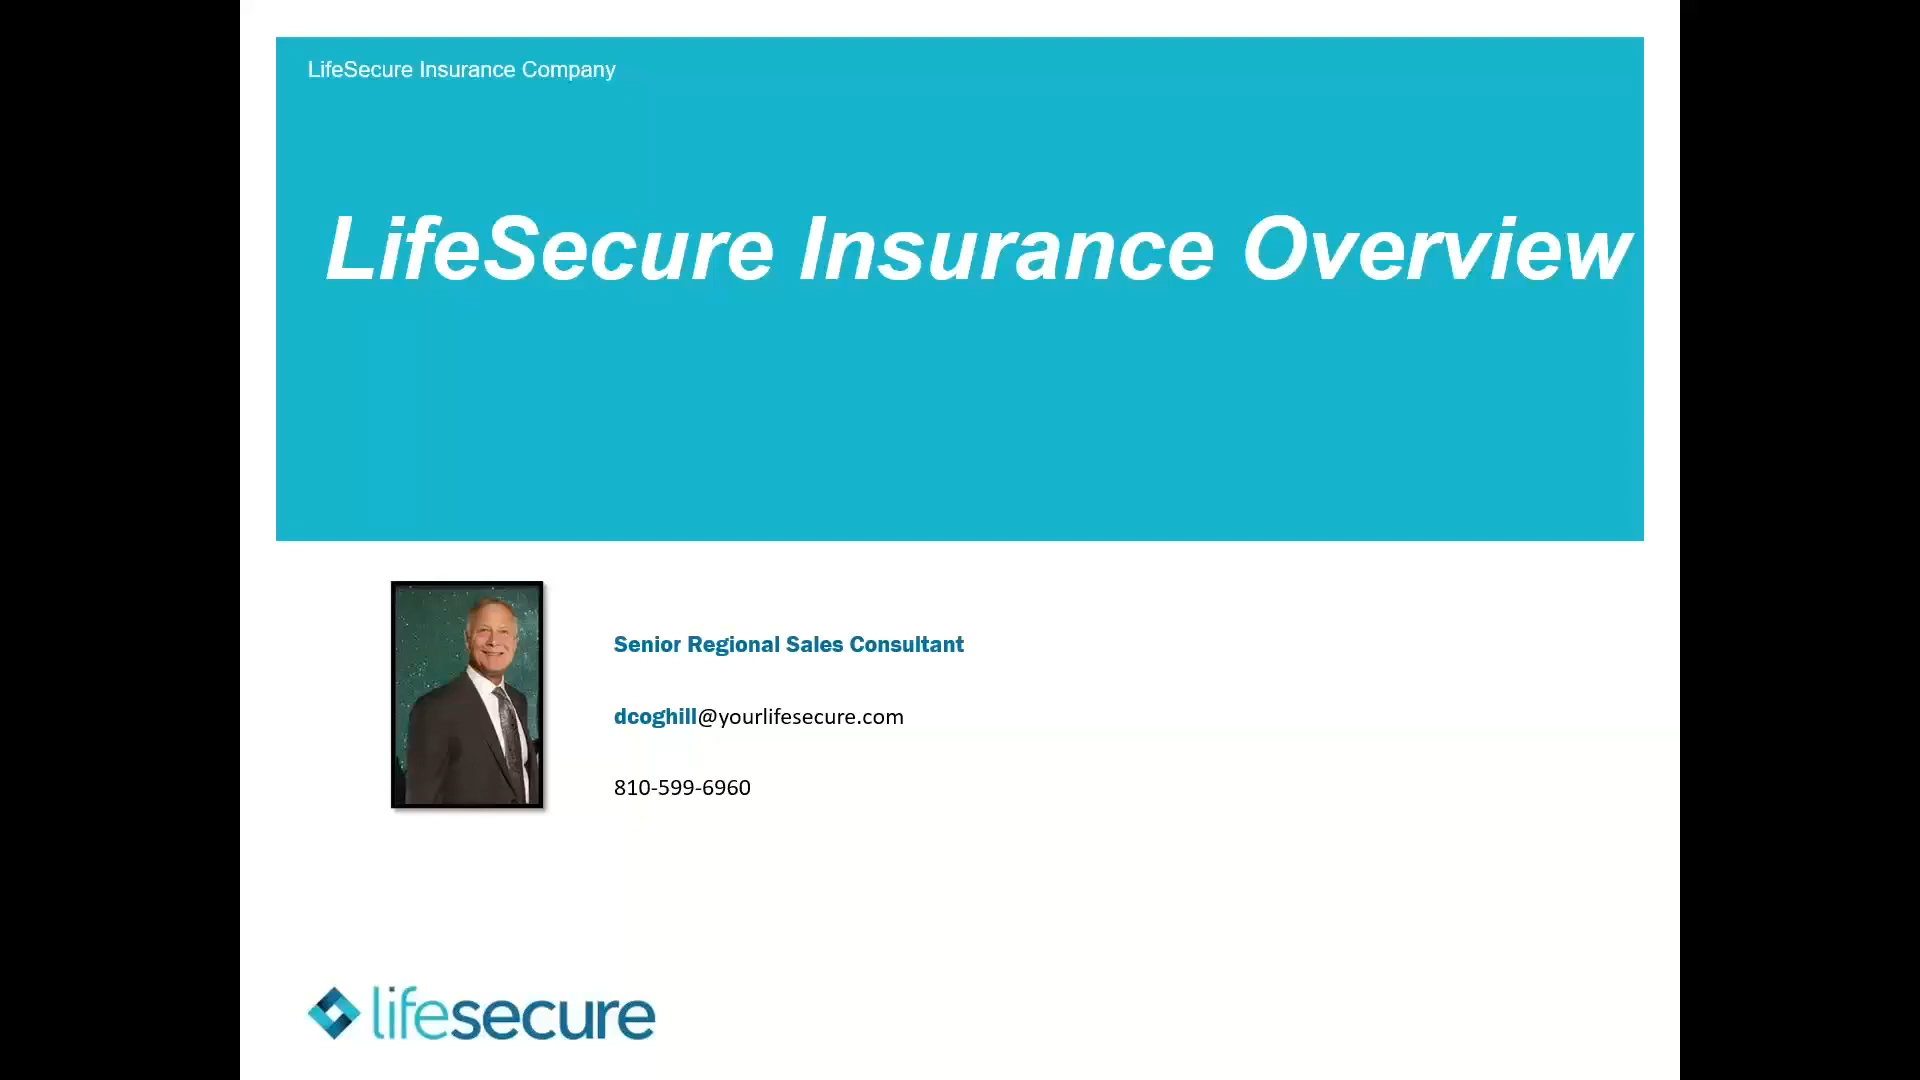 LifeSecure Insurance Company
LifeSecure Insurance Overview
Senior Regional Sales Consultant
dcoghill@yourlifesecure.com
810-599-6960
lifesecure